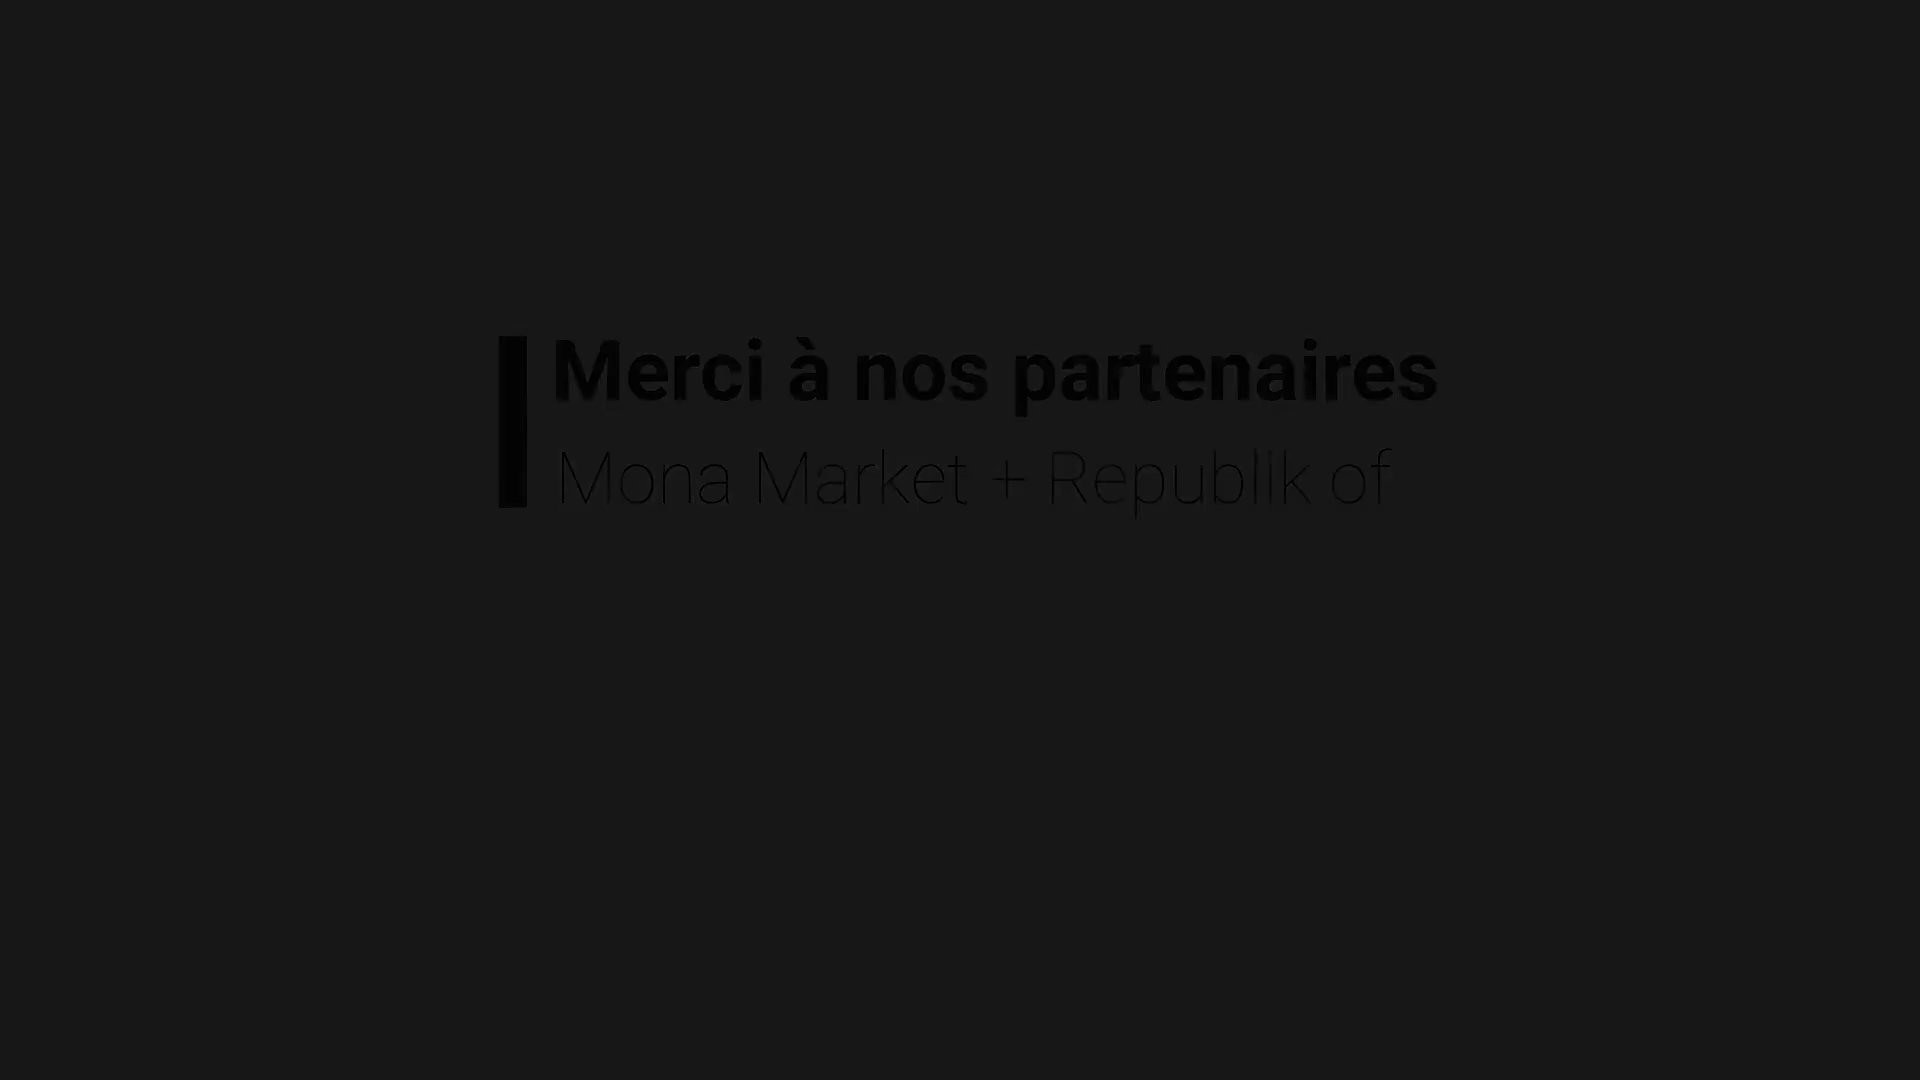 Merci à nos partenaires
Mona Market + Republik of